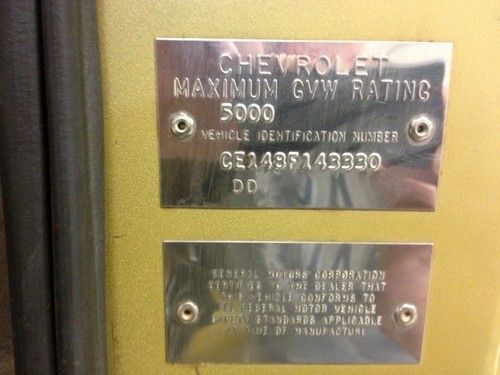 CHEVROLET
MAXIMUM GVW RATING
5000
VEHICLE IDENTIFICATION NUMBER
CE148F143330
DD
GENERAL MOTORS CORPORATION
CERTIFIES TO THE DEALER THAT
THIS VEHICLE CONFORMS TO
ALL FEDERAL MOTOR VEHICLE
SAFETY STANDARDS APPLICABLE
AT TIME OF MANUFACTURE